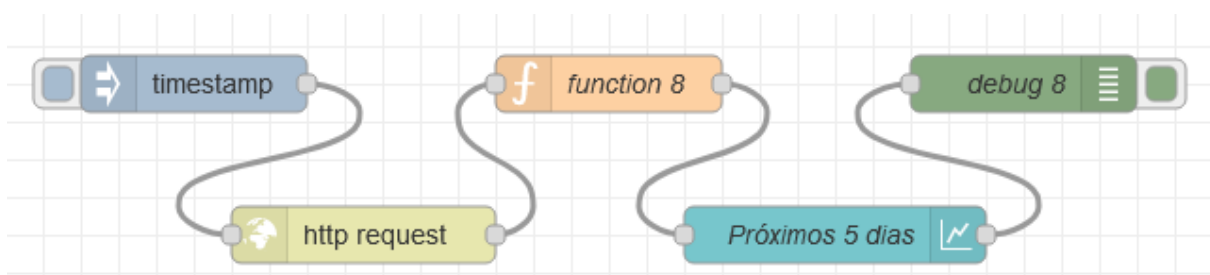 timestamp
function 8
debug 8
http request
Próximos 5 dias